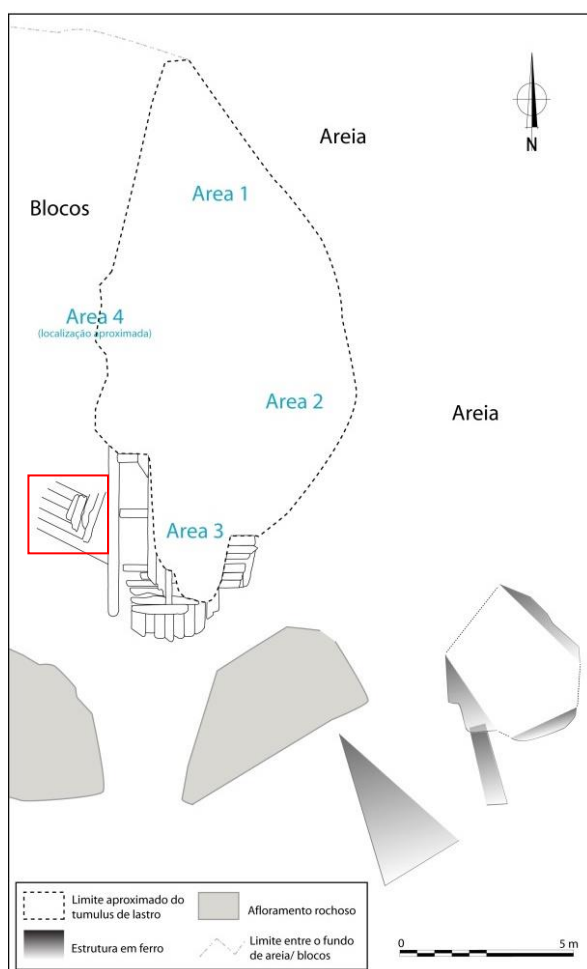 Areia
N
Area 1
Blocos
Area 4
(localização aproximada)
Area 2
Areia
Area 3
Limite aproximado do
tumulus de lastro
Afloramento rochoso
Estrutura em ferro
Limite entre o fundo
de areia/ blocos
0 5 m